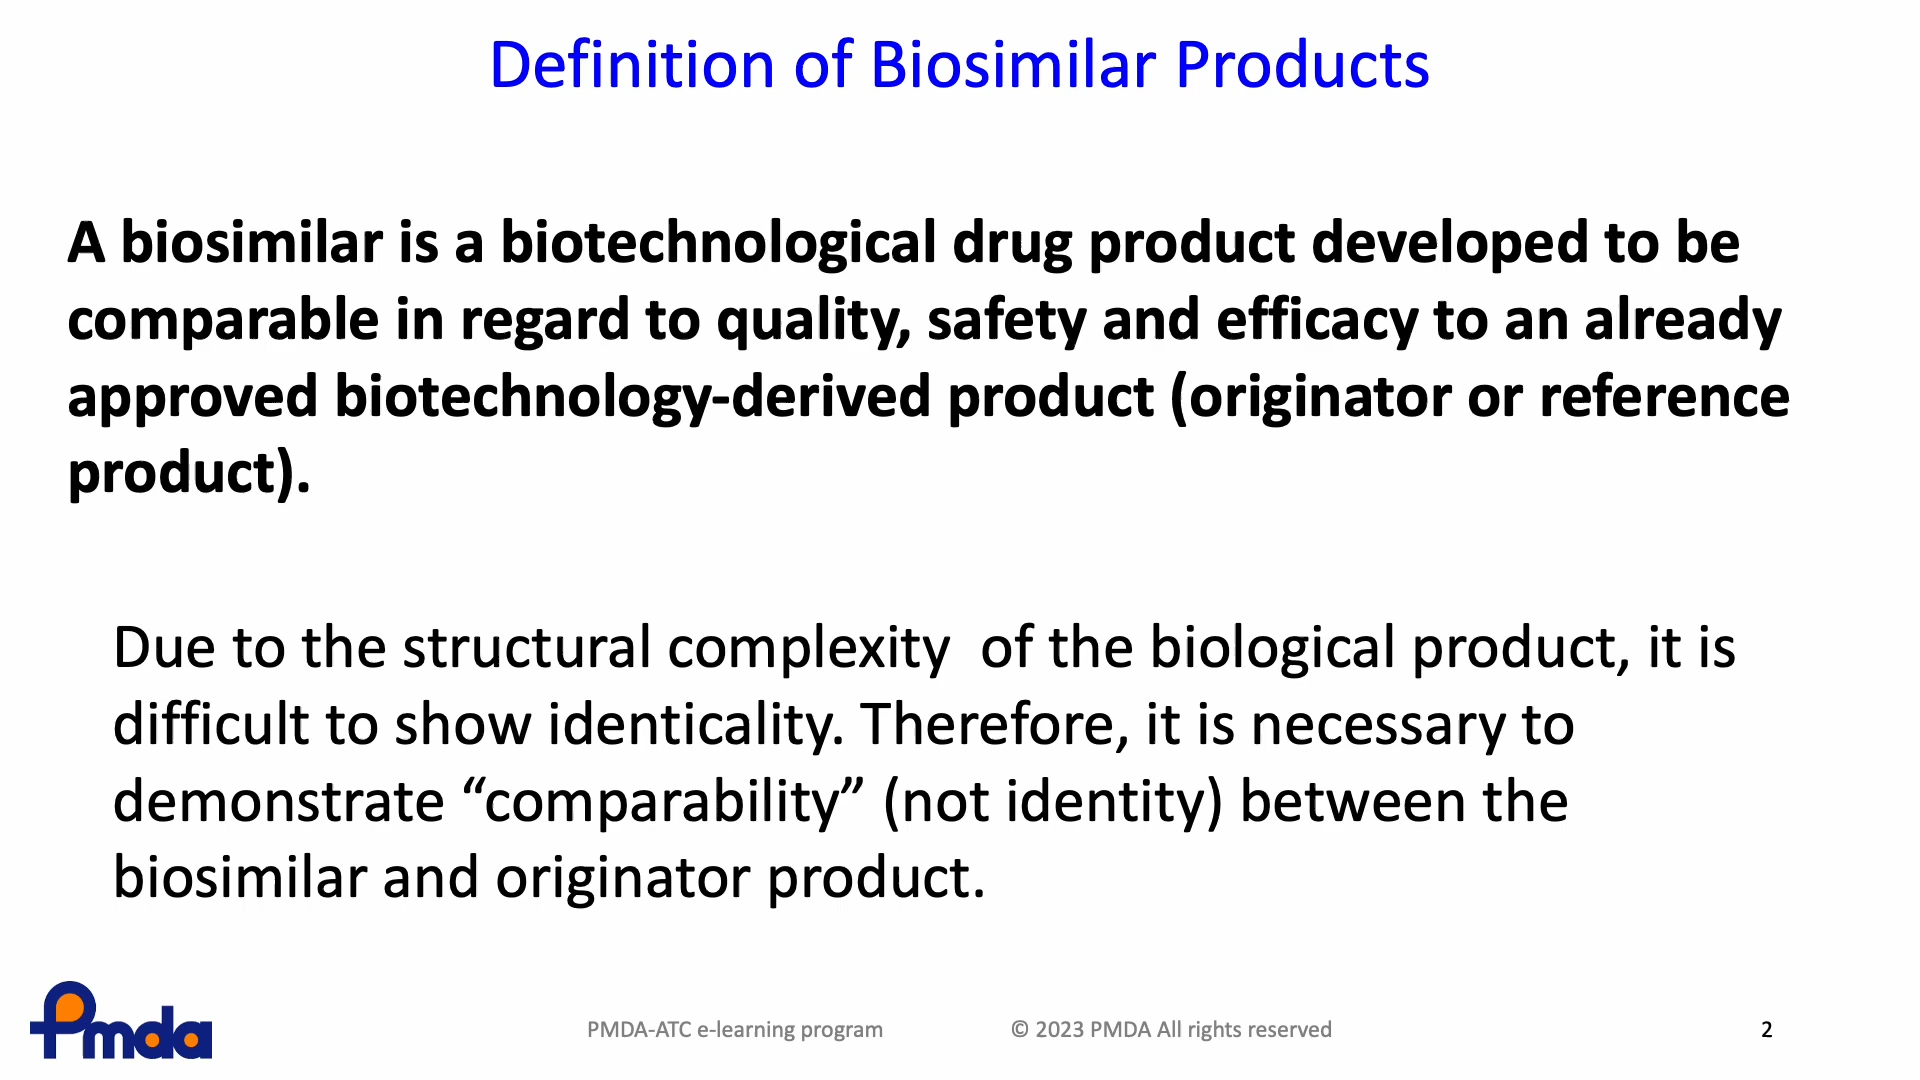 Definition of Biosimilar Products
A biosimilar is a biotechnological drug product developed to be
comparable in regard to quality, safety and efficacy to an already
approved biotechnology-derived product (originator or reference
product).
Due to the structural complexity  of the biological product, it is
difficult to show identicality. Therefore, it is necessary to
demonstrate “comparability” (not identity) between the
biosimilar and originator product.
Pmda
PMDA-ATC e-learning program
© 2023 PMDA All rights reserved
2